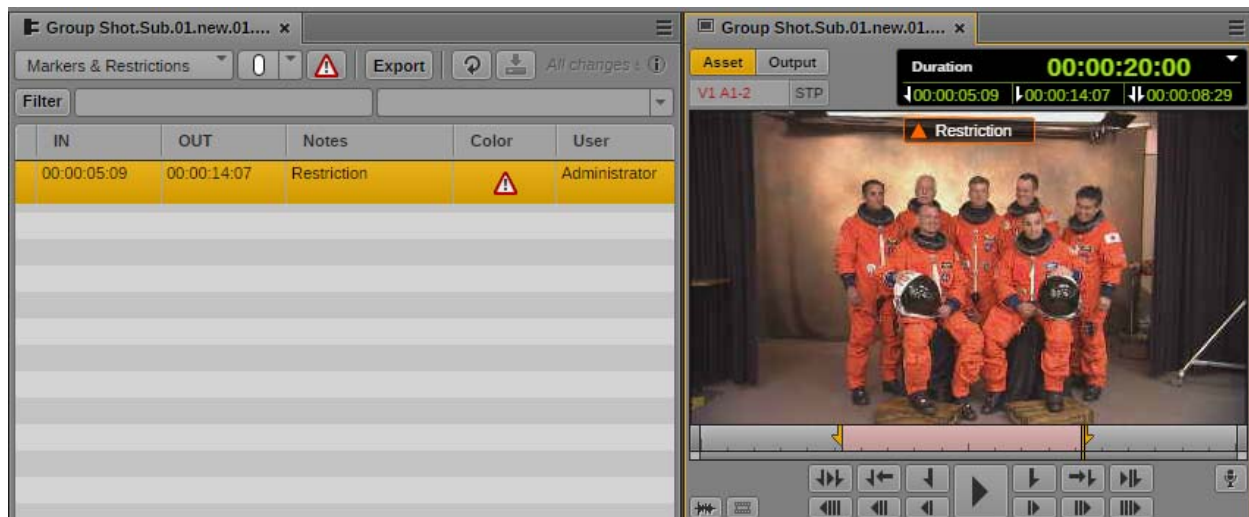 Group Shot.Sub.01.new.01.... ×
Markers & Restrictions
Export
All changes s
Filter
IN OUT Notes Color User
00:00:05:09 00:00:14:07 Restriction Administrator
Group Shot.Sub.01.new.01.... ×
Asset Output
Duration 00:00:20:00
V1 A1-2 STP
00:00:05:09 00:00:14:07 00:00:08:29
Restriction